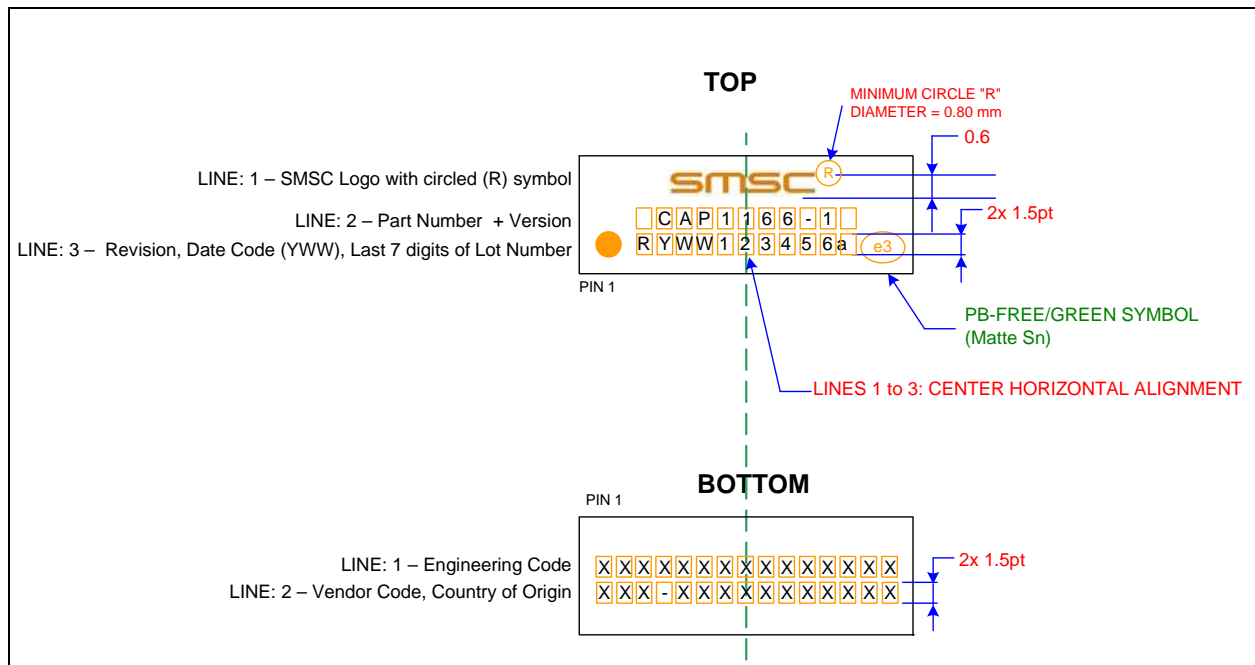 TOP
MINIMUM CIRCLE "R"
DIAMETER = 0.80 mm
0.6
LINE: 1 – SMSC Logo with circled (R) symbol
smsc R
LINE: 2 – Part Number + Version
CAP1166-1
2x 1.5pt
LINE: 3 – Revision, Date Code (YWW), Last 7 digits of Lot Number
RYWW123456a
e3
PIN 1
PB-FREE/GREEN SYMBOL
(Matte Sn)
LINES 1 to 3: CENTER HORIZONTAL ALIGNMENT
BOTTOM
PIN 1
LINE: 1 – Engineering Code
XXXXXXXXXXXXXXX
2x 1.5pt
LINE: 2 – Vendor Code, Country of Origin
XXX-XXXXXXXXXXX